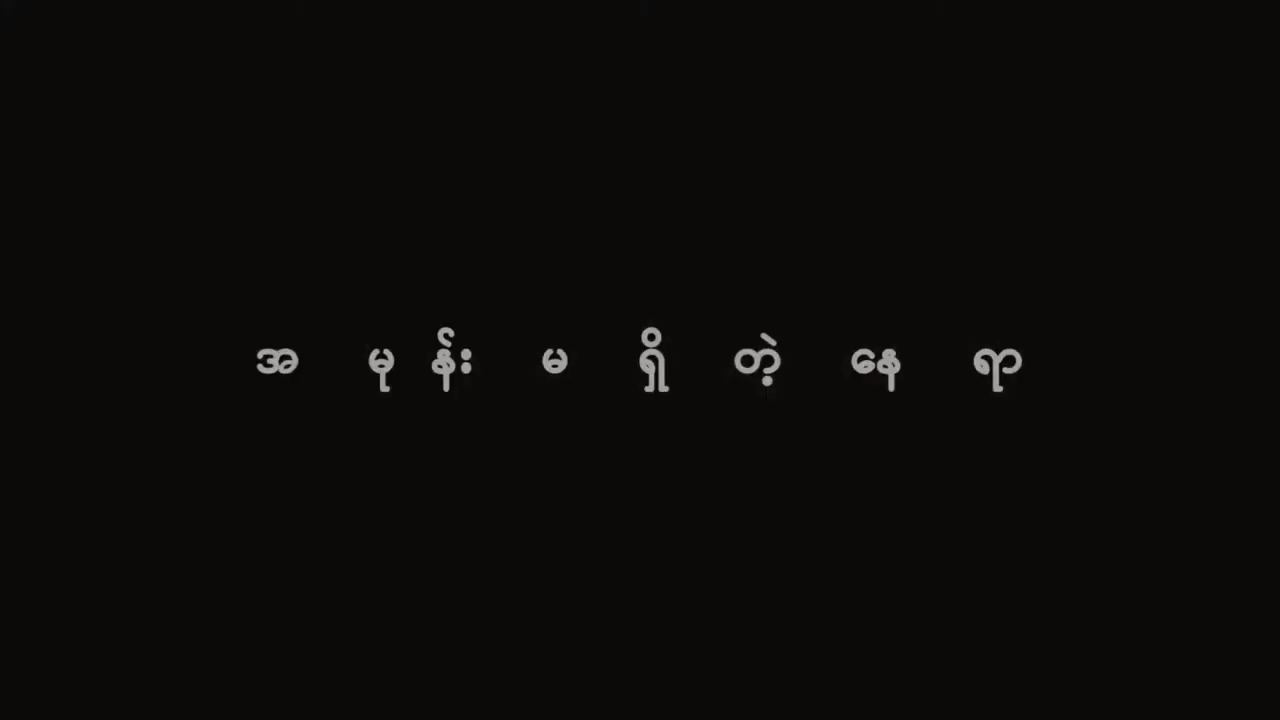 အ မုန်း မ ရှိ တဲ့ နေ ရာ